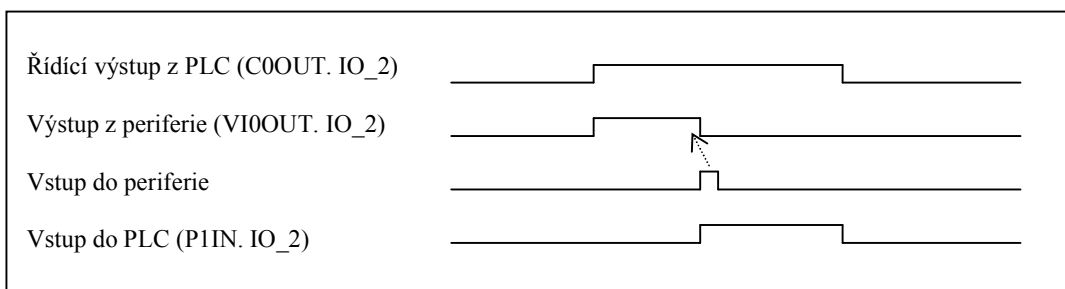 Řídící výstup z PLC (C0OUT. IO_2)
Výstup z periferie (VI0OUT. IO_2)
Vstup do periferie
Vstup do PLC (P1IN. IO_2)